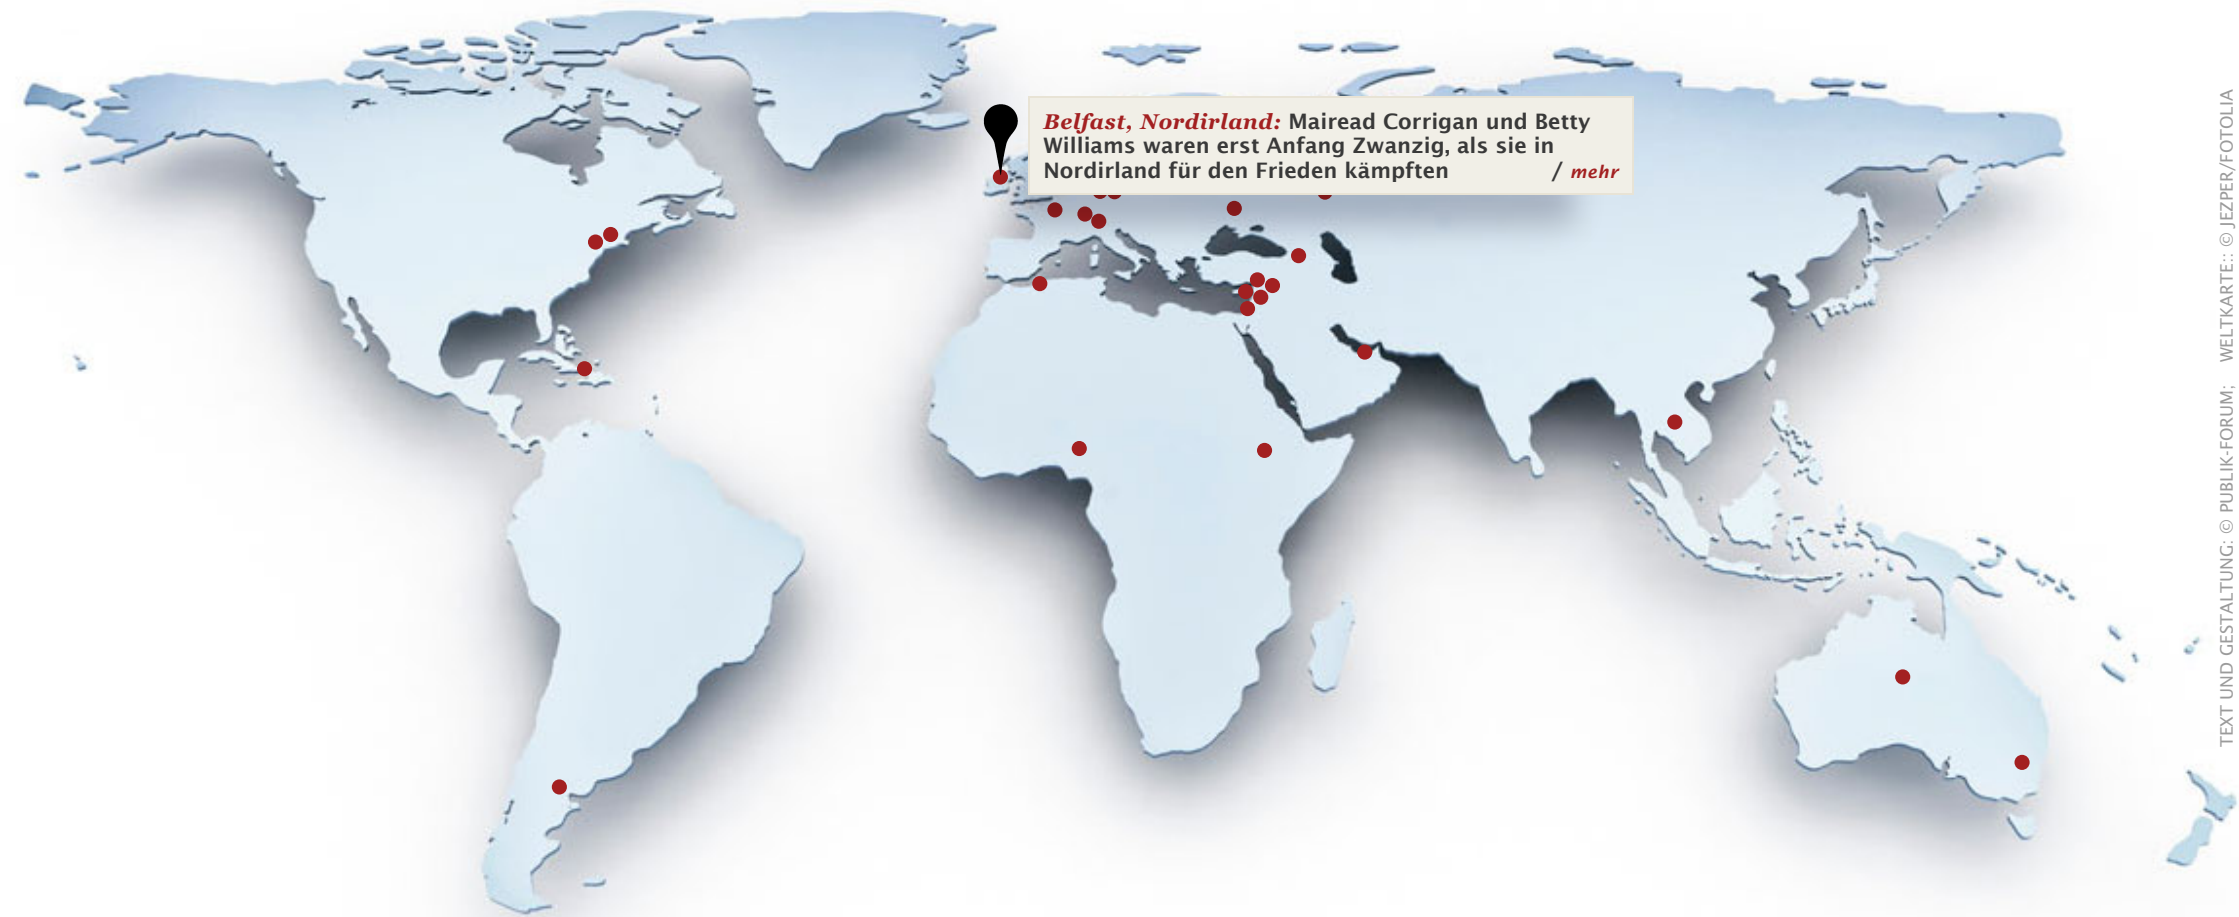 Belfast, Nordirland: Mairead Corrigan und Betty
Williams waren erst Anfang Zwanzig, als sie in
Nordirland für den Frieden kämpften / mehr
TEXT UND GESTALTUNG: © PUBLIK-FORUM; WELTKARTE:: © JEZPER/FOTOLIA